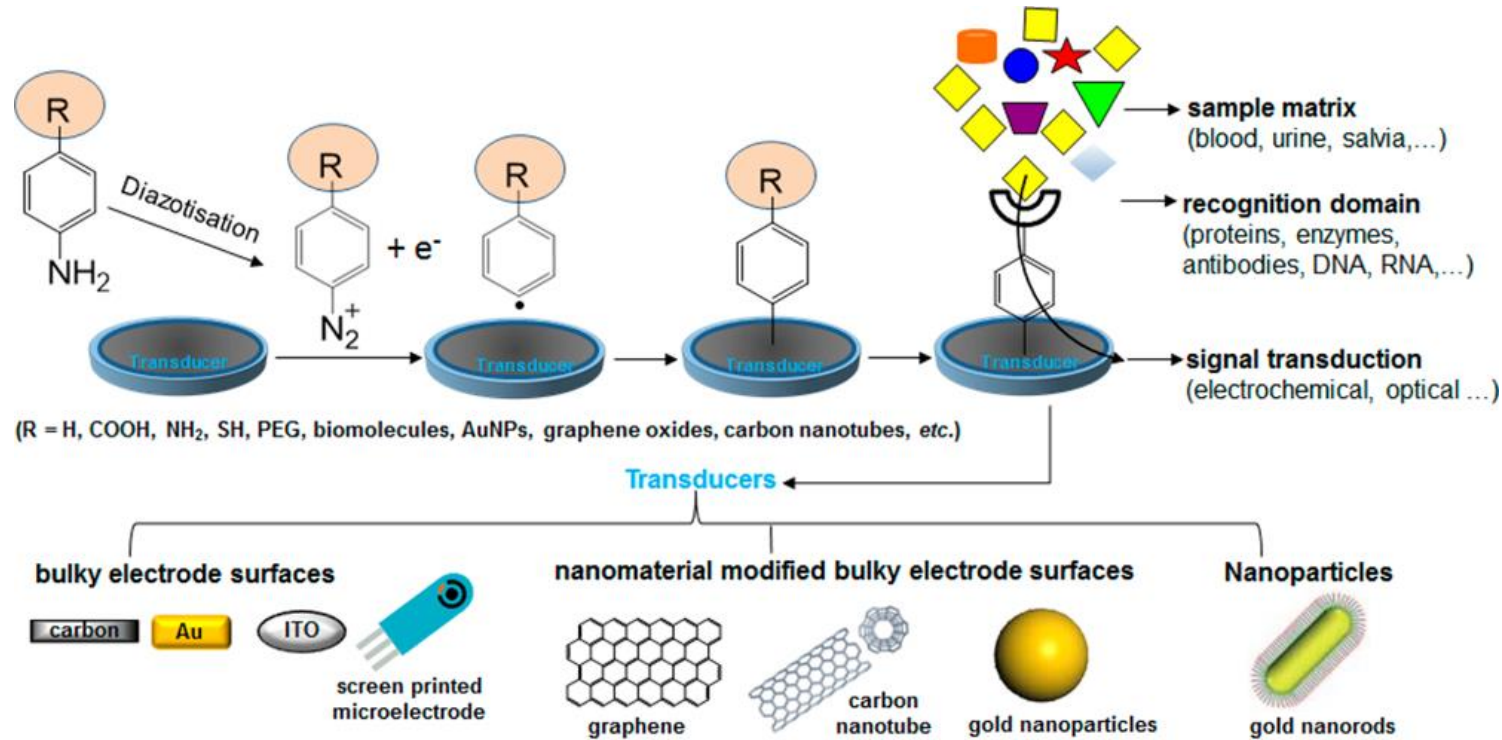 R
NH2
Diazotisation
R
N2+
+ e-
R
R
Transducer
Transducer
Transducer
Transducer
sample matrix
(blood, urine, salvia,...)
recognition domain
(proteins, enzymes,
antibodies, DNA, RNA,...)
signal transduction
(electrochemical, optical ...)
(R = H, COOH, NH2, SH, PEG, biomolecules, AuNPs, graphene oxides, carbon nanotubes, etc.)
Transducers
bulky electrode surfaces
carbon
Au
ITO
screen printed
microelectrode
nanomaterial modified bulky electrode surfaces
graphene
carbon
nanotube
gold nanoparticles
Nanoparticles
gold nanorods